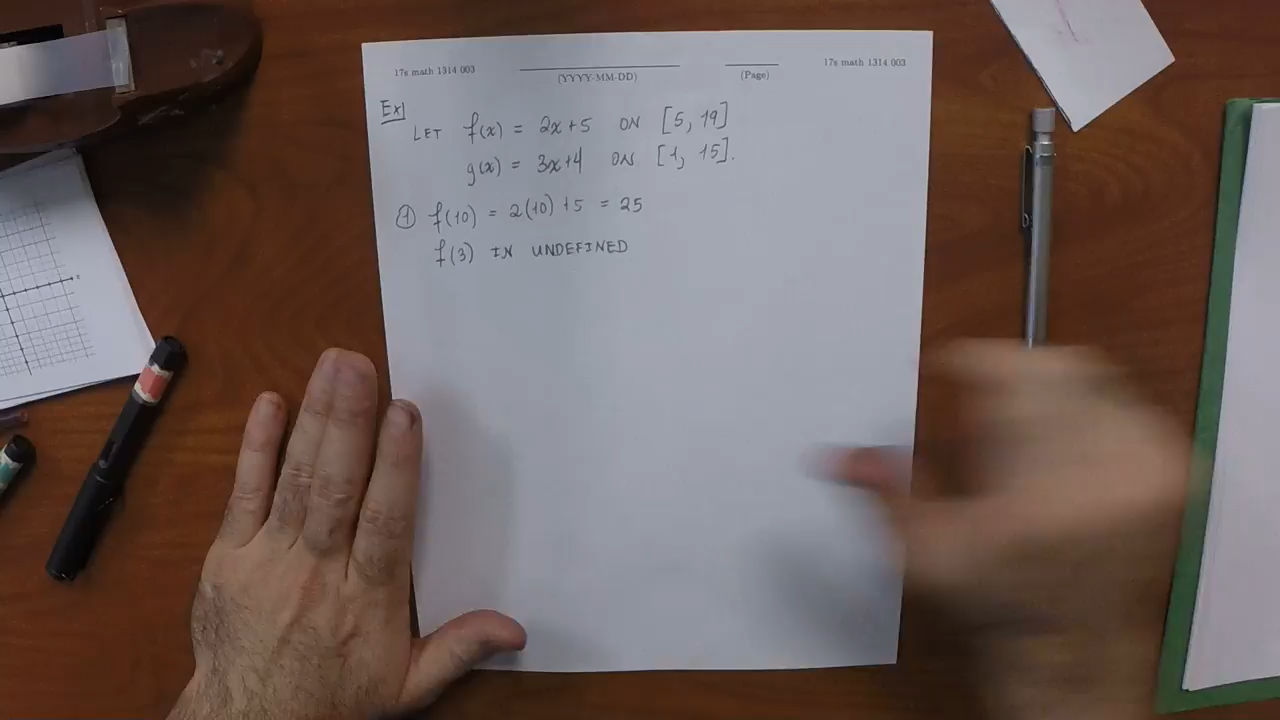 17s math 1314 003
(YYYY-MM-DD)
(Page)
17s math 1314 003
Ex
LET f(x) = 2x+5 ON [5, 19]
g(x) = 3x+4 ON [1, 15].
① f(10) = 2(10) +5 = 25
f(3) IN UNDEFINED